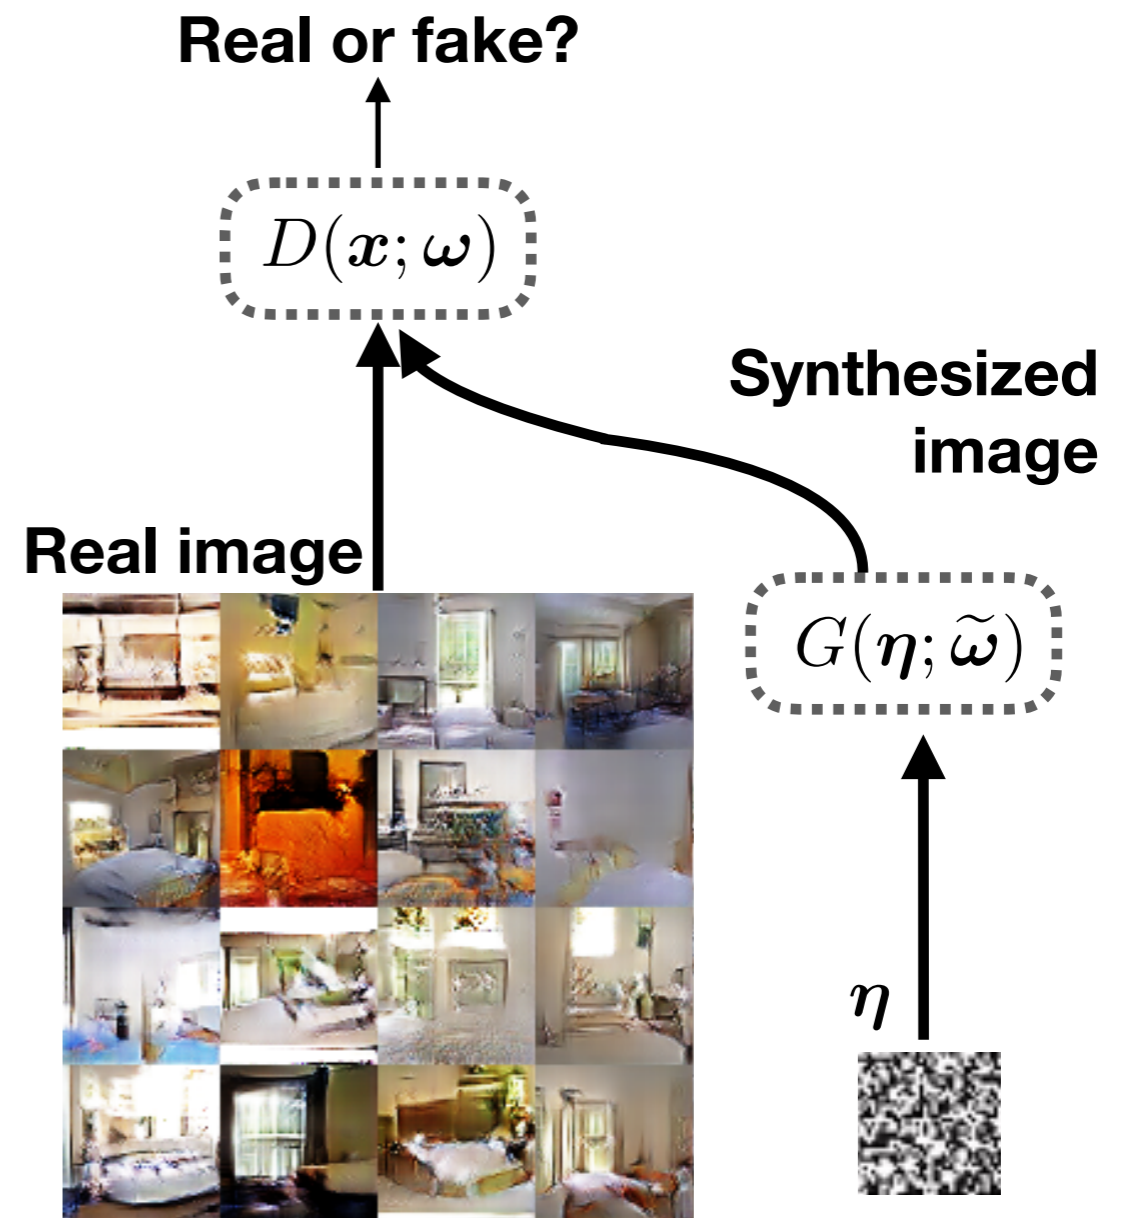 Real or fake?
D(x; ω)
Synthesized
image
Real image
G(η; ω̃)
η